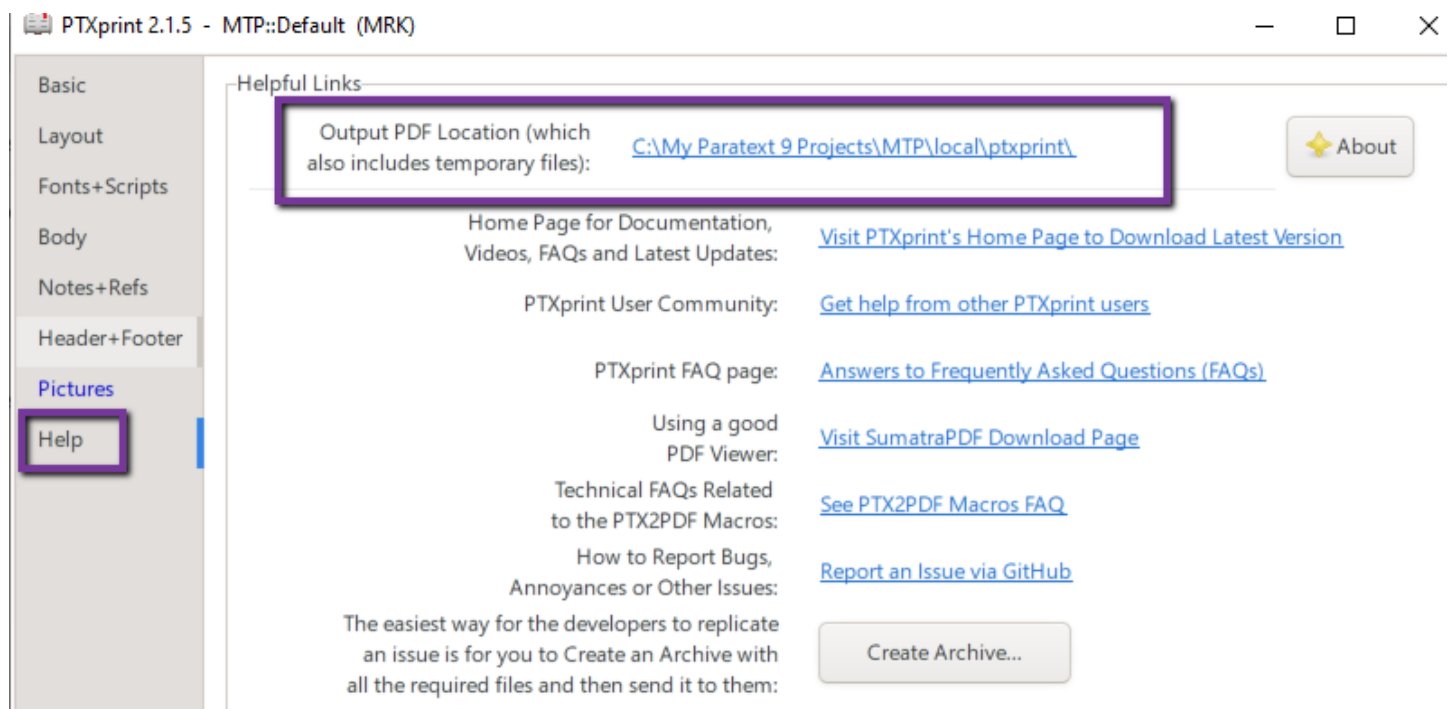 PTXprint 2.1.5 - MTP::Default (MRK)
Basic
Layout
Fonts+Scripts
Body
Notes+Refs
Header+Footer
Pictures
Help
Helpful Links
Output PDF Location (which
also includes temporary files):
C:\My Paratext 9 Projects\MTP\local\ptxprint\
About
Home Page for Documentation,
Videos, FAQs and Latest Updates:
Visit PTXprint's Home Page to Download Latest Version
PTXprint User Community:
Get help from other PTXprint users
PTXprint FAQ page:
Answers to Frequently Asked Questions (FAQs)
Using a good
PDF Viewer:
Visit SumatraPDF Download Page
Technical FAQs Related
to the PTX2PDF Macros:
See PTX2PDF Macros FAQ
How to Report Bugs,
Annoyances or Other Issues:
Report an Issue via GitHub
The easiest way for the developers to replicate
an issue is for you to Create an Archive with
all the required files and then send it to them:
Create Archive...